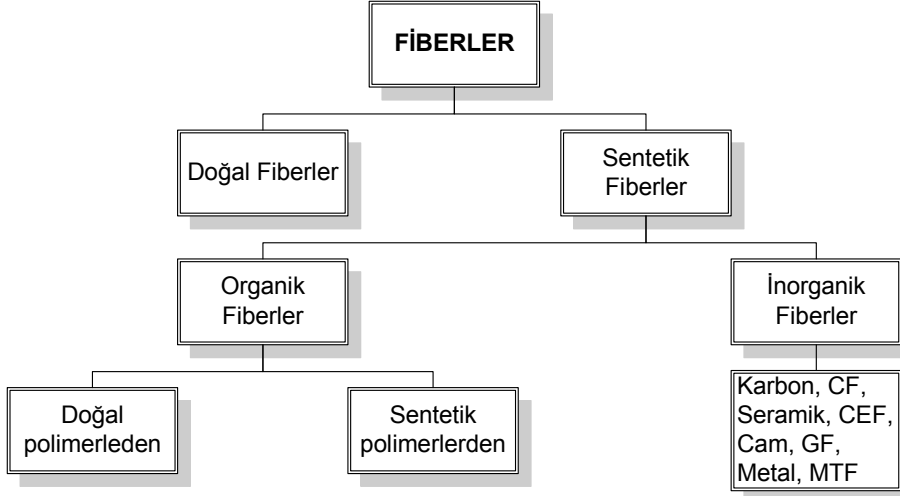 FİBERLER
Doğal Fiberler
Sentetik
Fiberler
Organik
Fiberler
İnorganik
Fiberler
Doğal
polimerleden
Sentetik
polimerlerden
Karbon, CF,
Seramik, CEF,
Cam, GF,
Metal, MTF